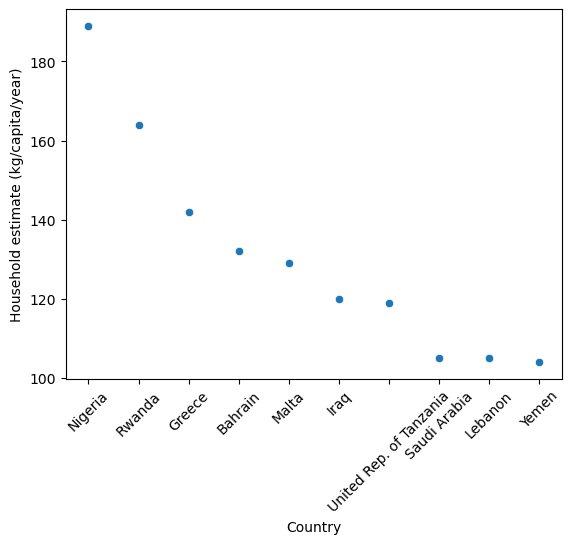 Household estimate (kg/capita/year)
180
160
140
120
100
Nigeria
Rwanda
Greece
Bahrain
Malta
Iraq
United Rep. of Tanzania
Saudi Arabia
Lebanon
Yemen
Country